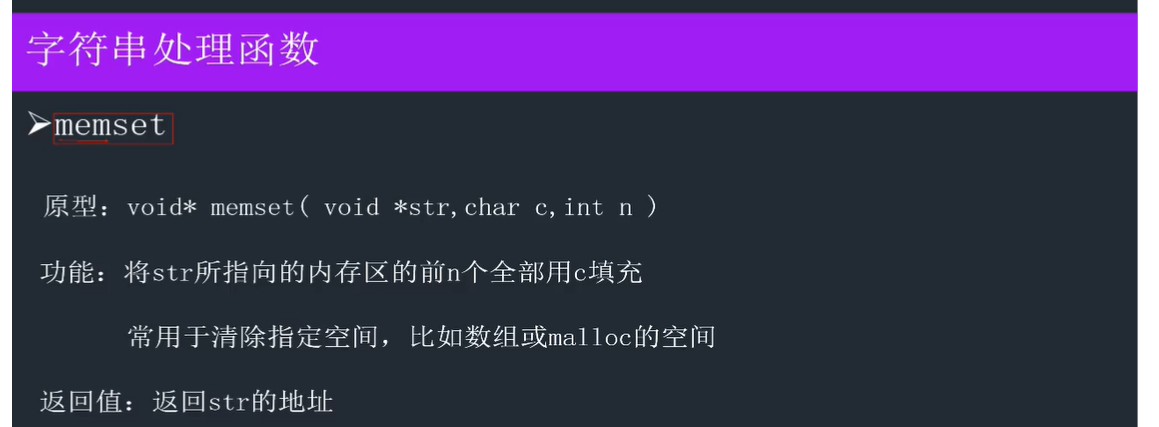 字符串处理函数
➢memset
原型：void* memset( void *str,char c,int n )
功能：将str所指向的内存区的前n个全部用c填充
常用于清除指定空间，比如数组或malloc的空间
返回值：返回str的地址